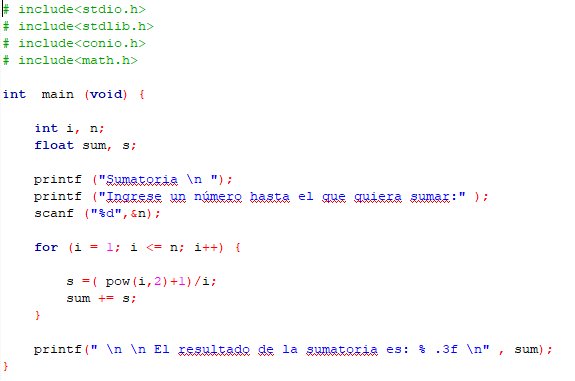 # include<stdio.h>
# include<stdlib.h>
# include<conio.h>
# include<math.h>
int  main (void) {
int i, n;
float sum, s;
printf ("Sumatoria \n ");
printf ("Ingrese un número hasta el que quiera sumar:" );
scanf ("%d",&n);
for (i = 1; i <= n; i++) {
s =( pow(i,2)+1)/i;
sum += s;
}
printf(" \n \n El resultado de la sumatoria es: % .3f \n" , sum);
}